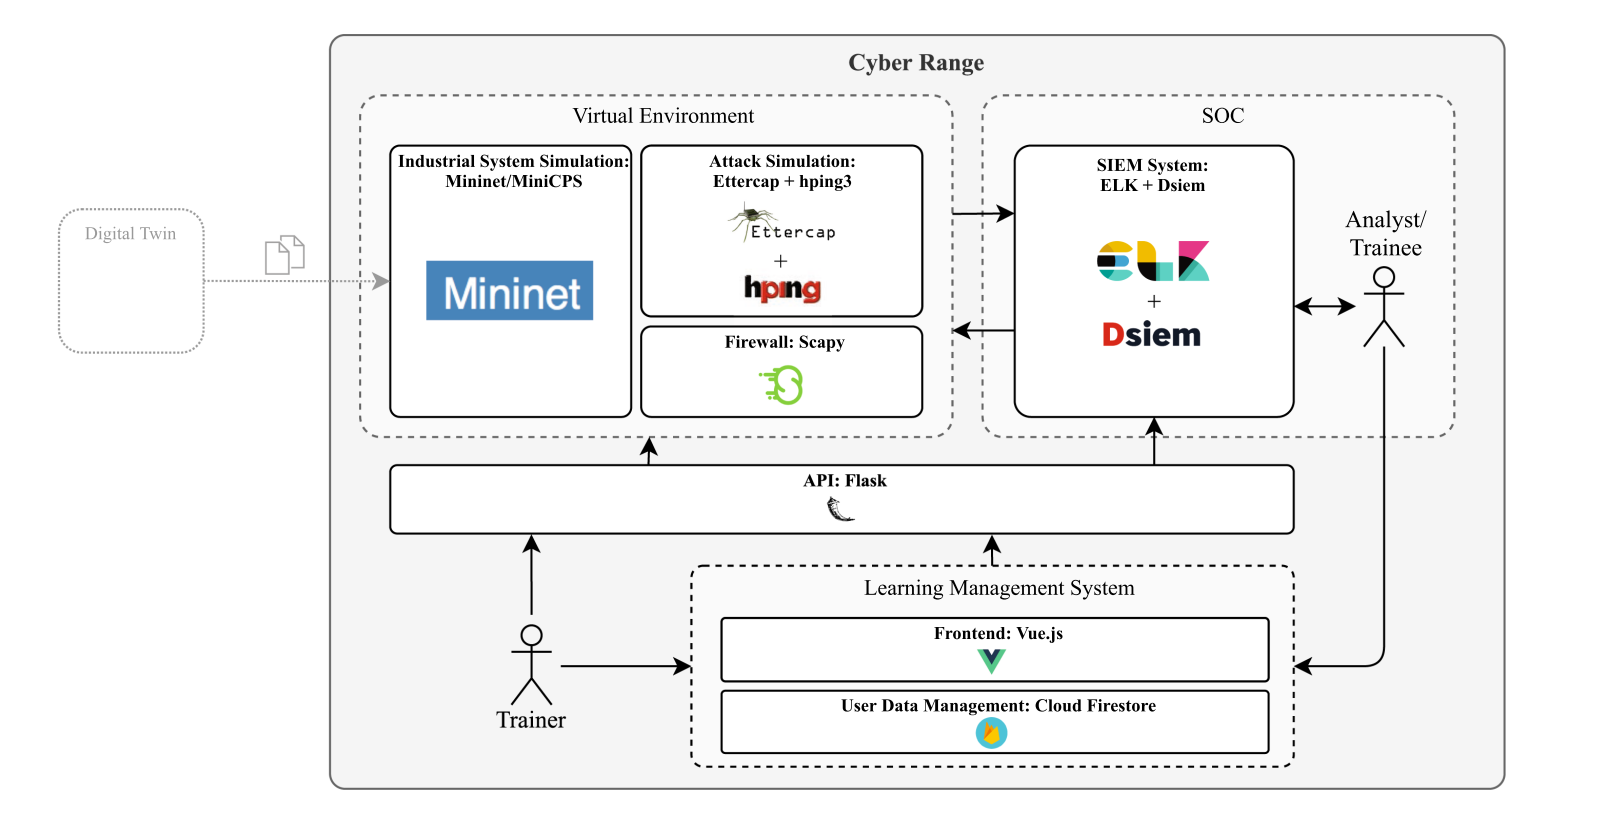 Cyber Range
Virtual Environment
SOC
Industrial System Simulation:
Mininet/MiniCPS
Mininet
Attack Simulation:
Ettercap + hping3
Ettercap
+
hping
Firewall: Scapy
SIEM System:
ELK + Dsiem
ELK
+
Dsiem
Analyst/
Trainee
Digital Twin
API: Flask
Learning Management System
Frontend: Vue.js
User Data Management: Cloud Firestore
Trainer